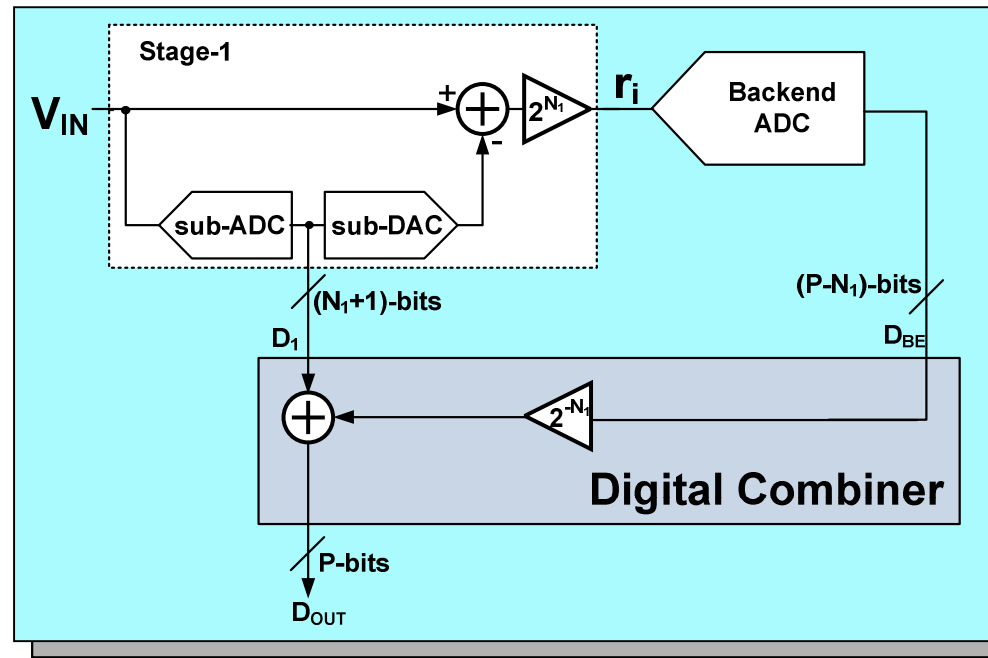 Stage-1
V_IN
+
-
2^N₁
r_i
Backend
ADC
sub-ADC
sub-DAC
(N₁+1)-bits
(P-N₁)-bits
D₁
D_BE
2^-N₁
Digital Combiner
P-bits
D_OUT